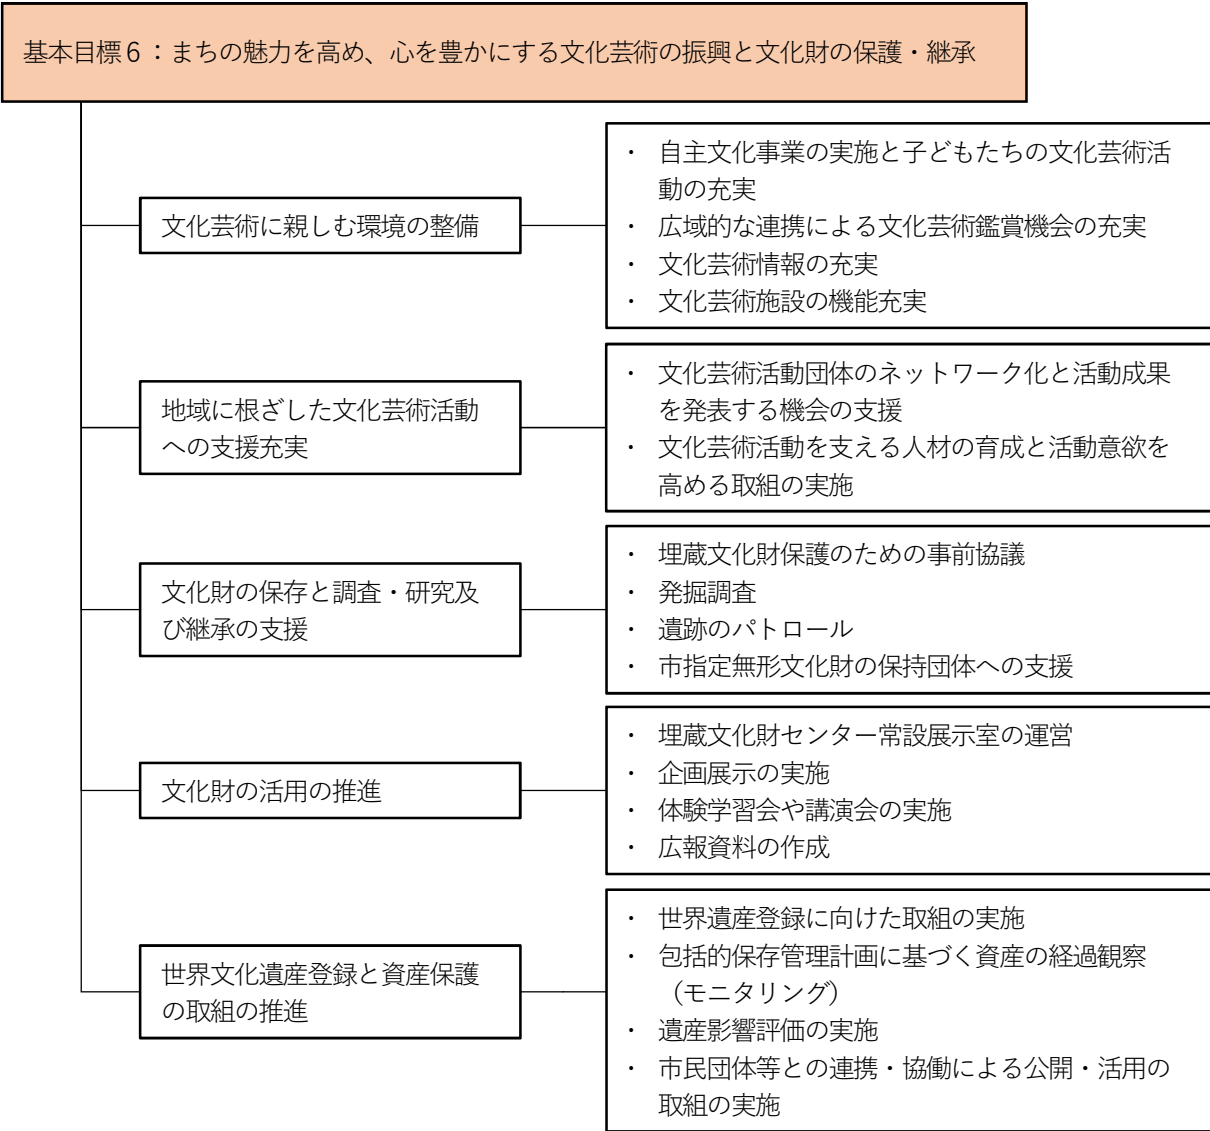 基本目標６：まちの魅力を高め、心を豊かにする文化芸術の振興と文化財の保護・継承
文化芸術に親しむ環境の整備
・ 自主文化事業の実施と子どもたちの文化芸術活
動の充実
・ 広域的な連携による文化芸術鑑賞機会の充実
・ 文化芸術情報の充実
・ 文化芸術施設の機能充実
地域に根ざした文化芸術活動
への支援充実
・ 文化芸術活動団体のネットワーク化と活動成果
を発表する機会の支援
・ 文化芸術活動を支える人材の育成と活動意欲を
高める取組の実施
文化財の保存と調査・研究及
び継承の支援
・ 埋蔵文化財保護のための事前協議
・ 発掘調査
・ 遺跡のパトロール
・ 市指定無形文化財の保持団体への支援
文化財の活用の推進
・ 埋蔵文化財センター常設展示室の運営
・ 企画展示の実施
・ 体験学習会や講演会の実施
・ 広報資料の作成
世界文化遺産登録と資産保護
の取組の推進
・ 世界遺産登録に向けた取組の実施
・ 包括的保存管理計画に基づく資産の経過観察
（モニタリング）
・ 遺産影響評価の実施
・ 市民団体等との連携・協働による公開・活用の
取組の実施